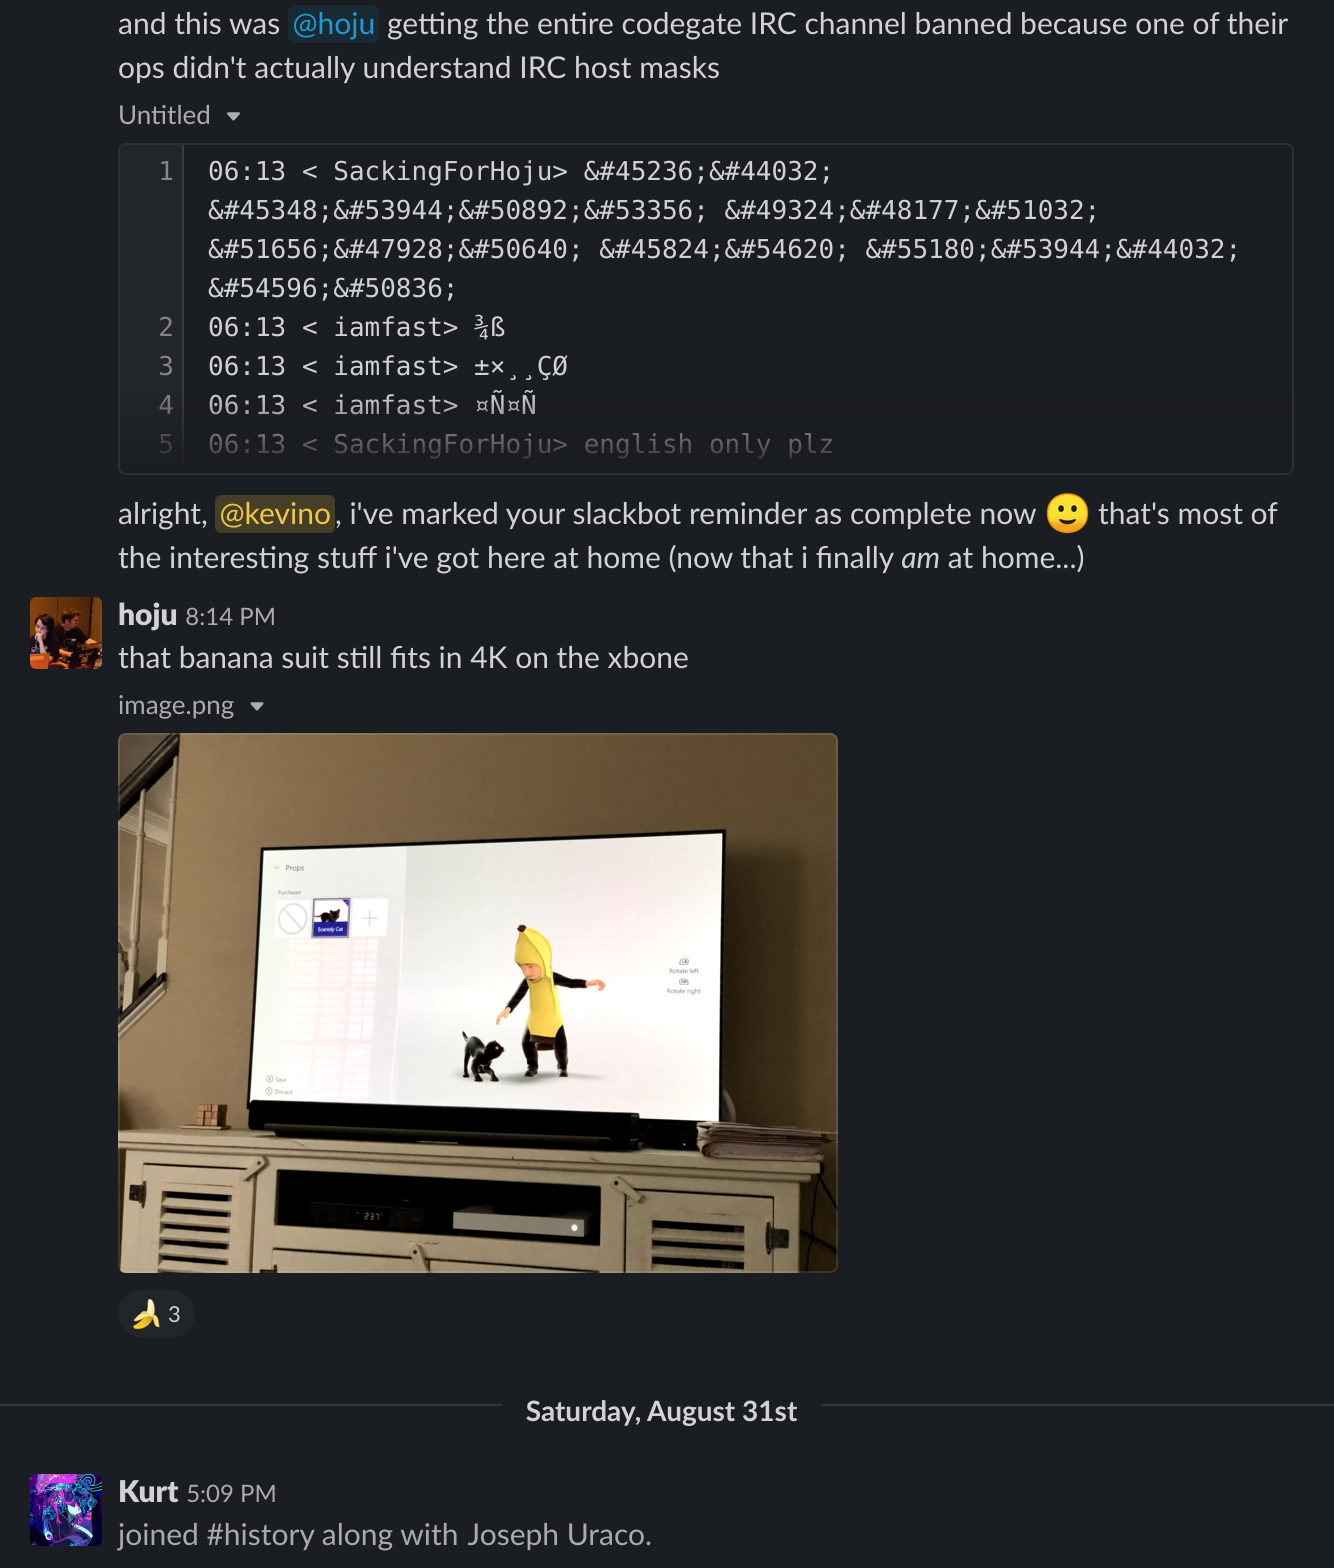 and this was @hoju getting the entire codegate IRC channel banned because one of their
ops didn't actually understand IRC host masks
Untitled
1 06:13 < SackingForHoju> &#45236;&#44032;
&#45348;&#53944;&#50892;&#53356; &#49324;&#48177;&#51032;
&#51656;&#47928;&#50640; &#45824;&#54620; &#55180;&#53944;&#44032;
&#54596;&#50836;
2 06:13 < iamfast> ¾ß
3 06:13 < iamfast> ±×¸¸ÇØ
4 06:13 < iamfast> ¤Ñ¤Ñ
5 06:13 < SackingForHoju> english only plz
alright, @kevino, i've marked your slackbot reminder as complete now 🙂 that's most of
the interesting stuff i've got here at home (now that i finally am at home...)
hoju 8:14 PM
that banana suit still fits in 4K on the xbone
image.png
Props
Purchases
Scaredy Cat
Rotate left
Rotate right
Save
Discard
237
🍌 3
Saturday, August 31st
Kurt 5:09 PM
joined #history along with Joseph Uraco.